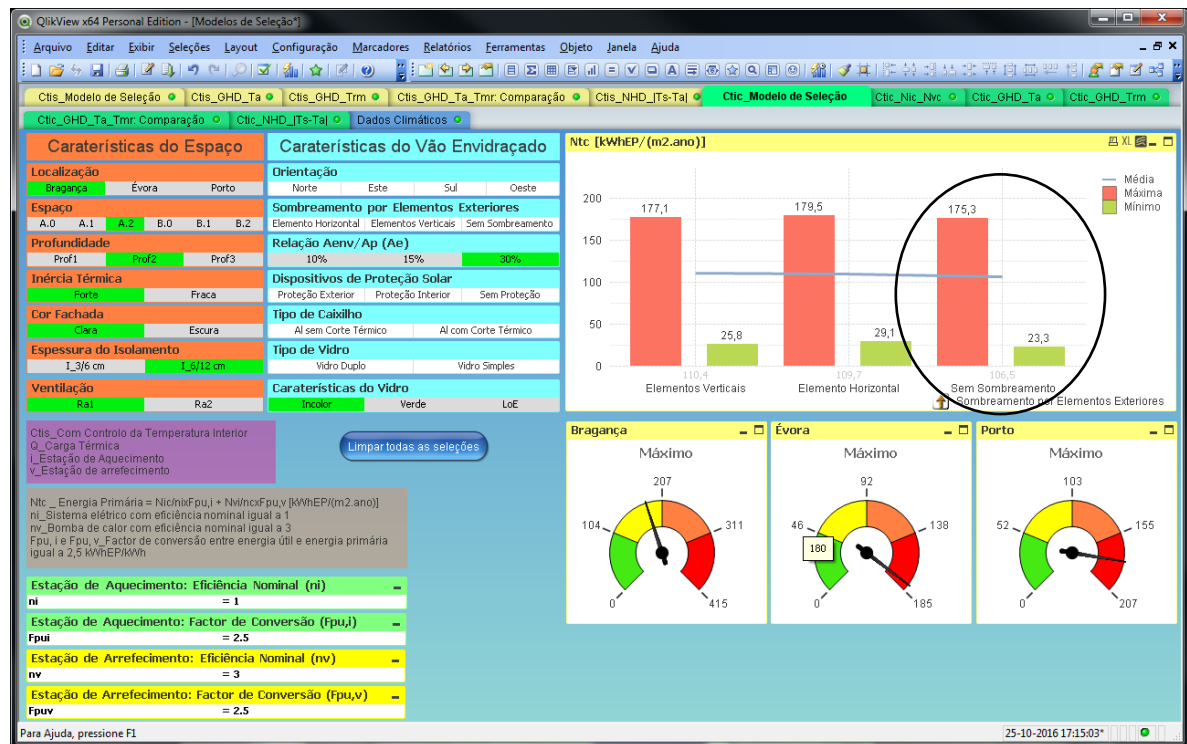 QlikView x64 Personal Edition - [Modelos de Seleção*]
Arquivo Editar Exibir Seleções Layout Configuração Marcadores Relatórios Ferramentas Objeto Janela Ajuda
Ctis_Modelo de Seleção Ctis_GHD_Ta Ctis_GHD_Trm Ctis_GHD_Ta_Tmr: Comparação Ctis_NHD_|Ts-Ta| Ctic_Modelo de Seleção Ctic_Nic_Nvc Ctic_GHD_Ta Ctic_GHD_Trm
Ctic_GHD_Ta_Tmr: Comparação Ctic_NHD_|Ts-Ta| Dados Climáticos
Caraterísticas do Espaço
Localização
Bragança Évora Porto
Espaço
A.0 A.1 A.2 B.0 B.1 B.2
Profundidade
Prof1 Prof2 Prof3
Inércia Térmica
Forte Fraca
Cor Fachada
Clara Escura
Espessura do Isolamento
I_3/6 cm I_6/12 cm
Ventilação
Ra1 Ra2
Caraterísticas do Vão Envidraçado
Orientação
Norte Este Sul Oeste
Sombreamento por Elementos Exteriores
Elemento Horizontal Elementos Verticais Sem Sombreamento
Relação Aenv/Ap (Ae)
10% 15% 30%
Dispositivos de Proteção Solar
Proteção Exterior Proteção Interior Sem Proteção
Tipo de Caixilho
Al sem Corte Térmico Al com Corte Térmico
Tipo de Vidro
Vidro Duplo Vidro Simples
Caraterísticas do Vidro
Incolor Verde LoE
Ntc [kWhEP/(m2.ano)]
XL
Média
Máxima
Mínimo
200
150
100
50
0
177,1 179,5 175,3
25,8 29,1 23,3
110,4 109,7 106,5
Elementos Verticais Elemento Horizontal Sem Sombreamento
Sombreamento por Elementos Exteriores
Ctis_Com Controlo da Temperatura Interior
Q_Carga Térmica
i_Estação de Aquecimento
v_Estação de arrefecimento
Limpar todas as seleções
Ntc _ Energia Primária = Nic/nixFpu,i + Nvi/ncxFpu,v [kWhEP/(m2.ano)]
ni_Sistema elétrico com eficiência nominal igual a 1
nv_Bomba de calor com eficiência nominal igual a 3
Fpu, i e Fpu, v_Factor de conversão entre energia útil e energia primária
igual a 2,5 kWhEP/kWh
Estação de Aquecimento: Eficiência Nominal (ni)
ni = 1
Estação de Aquecimento: Factor de Conversão (Fpu,i)
Fpui = 2.5
Estação de Arrefecimento: Eficiência Nominal (nv)
nv = 3
Estação de Arrefecimento: Factor de Conversão (Fpu,v)
Fpuv = 2.5
Bragança
Máximo
207
104 311
0 415
Évora
Máximo
92
46 138
180
0 185
Porto
Máximo
103
52 155
0 207
Para Ajuda, pressione F1
25-10-2016 17:15:03*